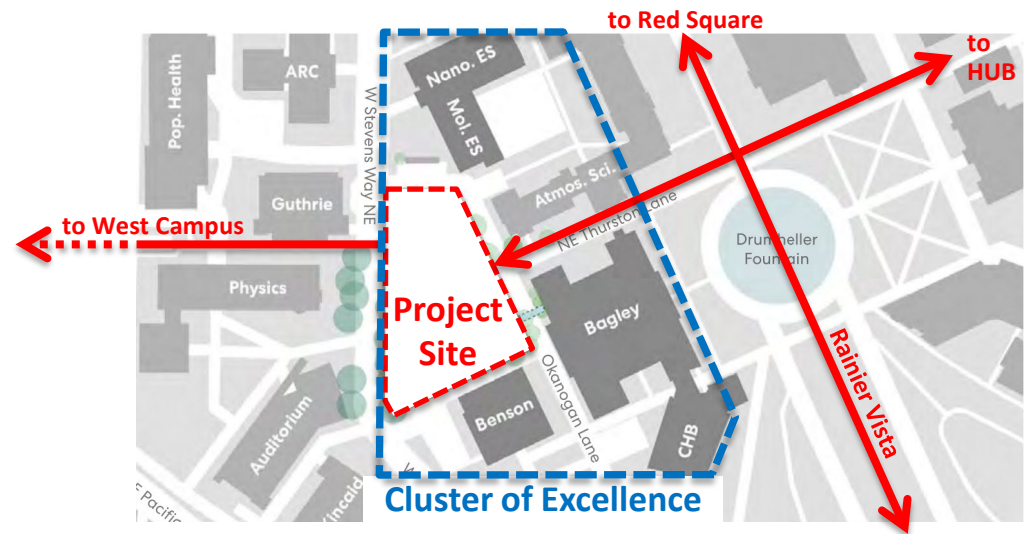 to Red Square
to
HUB
Nano. ES
ARC
Pop. Health
Mol. ES
W Stevens Way NE
Atmos. Sci.
Guthrie
to West Campus
NE Thurston Lane
Drumheller
Fountain
Physics
Project
Site
Bagley
Okanogan Lane
Rainier Vista
Auditorium
Benson
CHB
W
Kincaid
Pacific
Cluster of Excellence